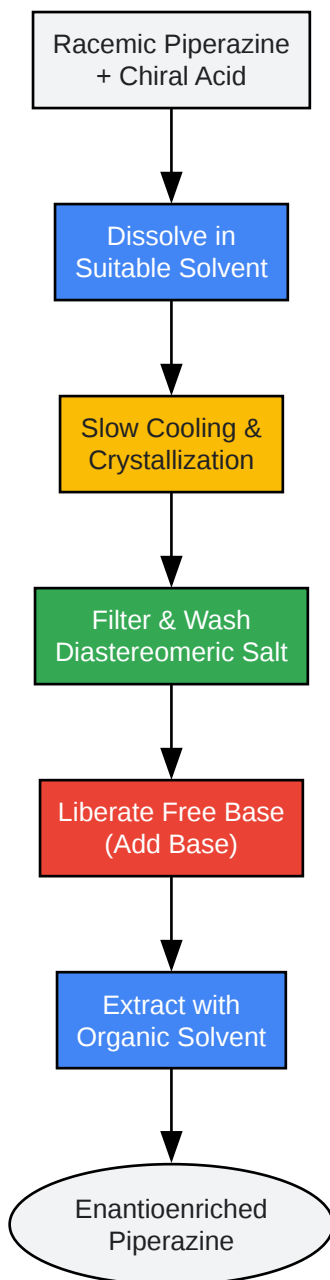 Racemic Piperazine
+ Chiral Acid
Dissolve in
Suitable Solvent
Slow Cooling &
Crystallization
Filter & Wash
Diastereomeric Salt
Liberate Free Base
(Add Base)
Extract with
Organic Solvent
Enantioenriched
Piperazine